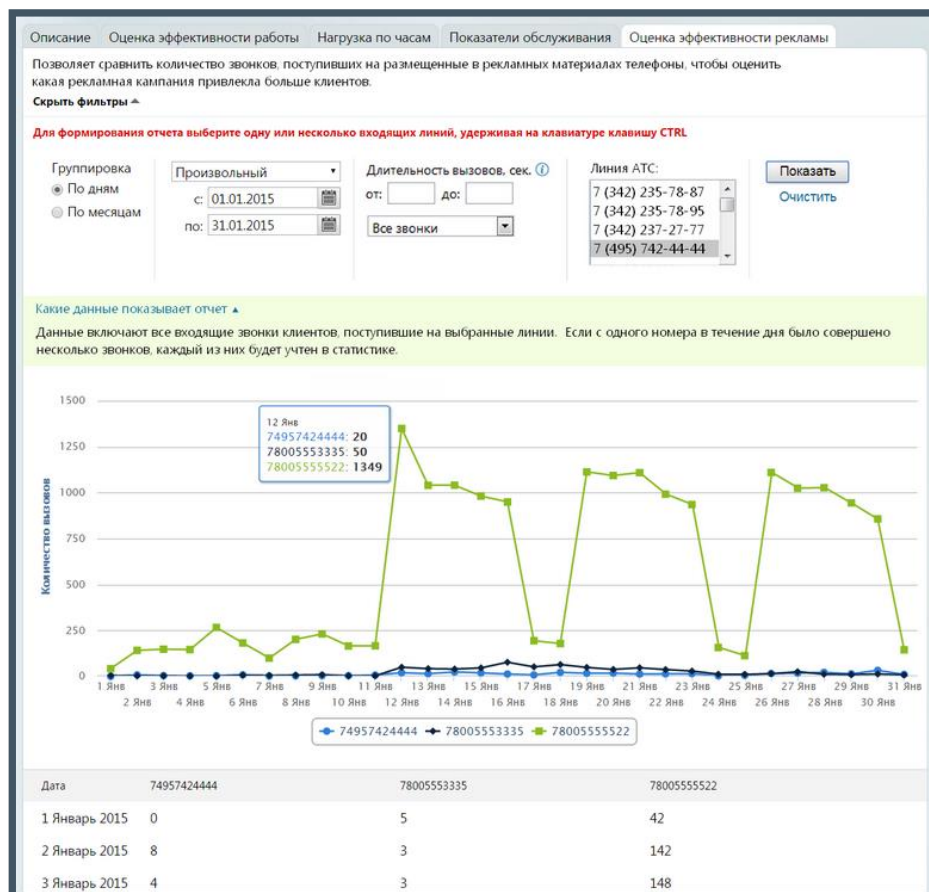 Описание Оценка эффективности работы Нагрузка по часам Показатели обслуживания Оценка эффективности рекламы
Позволяет сравнить количество звонков, поступивших на размещенные в рекламных материалах телефоны, чтобы оценить
какая рекламная кампания привлекла больше клиентов.
Скрыть фильтры
Для формирования отчета выберите одну или несколько входящих линий, удерживая на клавиатуре клавишу CTRL
Группировка
По дням
По месяцам
Произвольный
с: 01.01.2015
по: 31.01.2015
Длительность вызовов, сек.
от: до:
Все звонки
Линия АТС:
7 (342) 235-78-87
7 (342) 235-78-95
7 (342) 237-27-77
7 (495) 742-44-44
Показать
Очистить
Какие данные показывает отчет
Данные включают все входящие звонки клиентов, поступившие на выбранные линии. Если с одного номера в течение дня было совершено
несколько звонков, каждый из них будет учтен в статистике.
Количество вызовов
1500
1250
1000
750
500
250
0
12 Янв
74957424444: 20
78005553335: 50
78005555522: 1349
1 Янв 3 Янв 5 Янв 7 Янв 9 Янв 11 Янв 13 Янв 15 Янв 17 Янв 19 Янв 21 Янв 23 Янв 25 Янв 27 Янв 29 Янв 31 Янв
2 Янв 4 Янв 6 Янв 8 Янв 10 Янв 12 Янв 14 Янв 16 Янв 18 Янв 20 Янв 22 Янв 24 Янв 26 Янв 28 Янв 30 Янв
74957424444 78005553335 78005555522
Дата 74957424444 78005553335 78005555522
1 Январь 2015 0 5 42
2 Январь 2015 8 3 142
3 Январь 2015 4 3 148